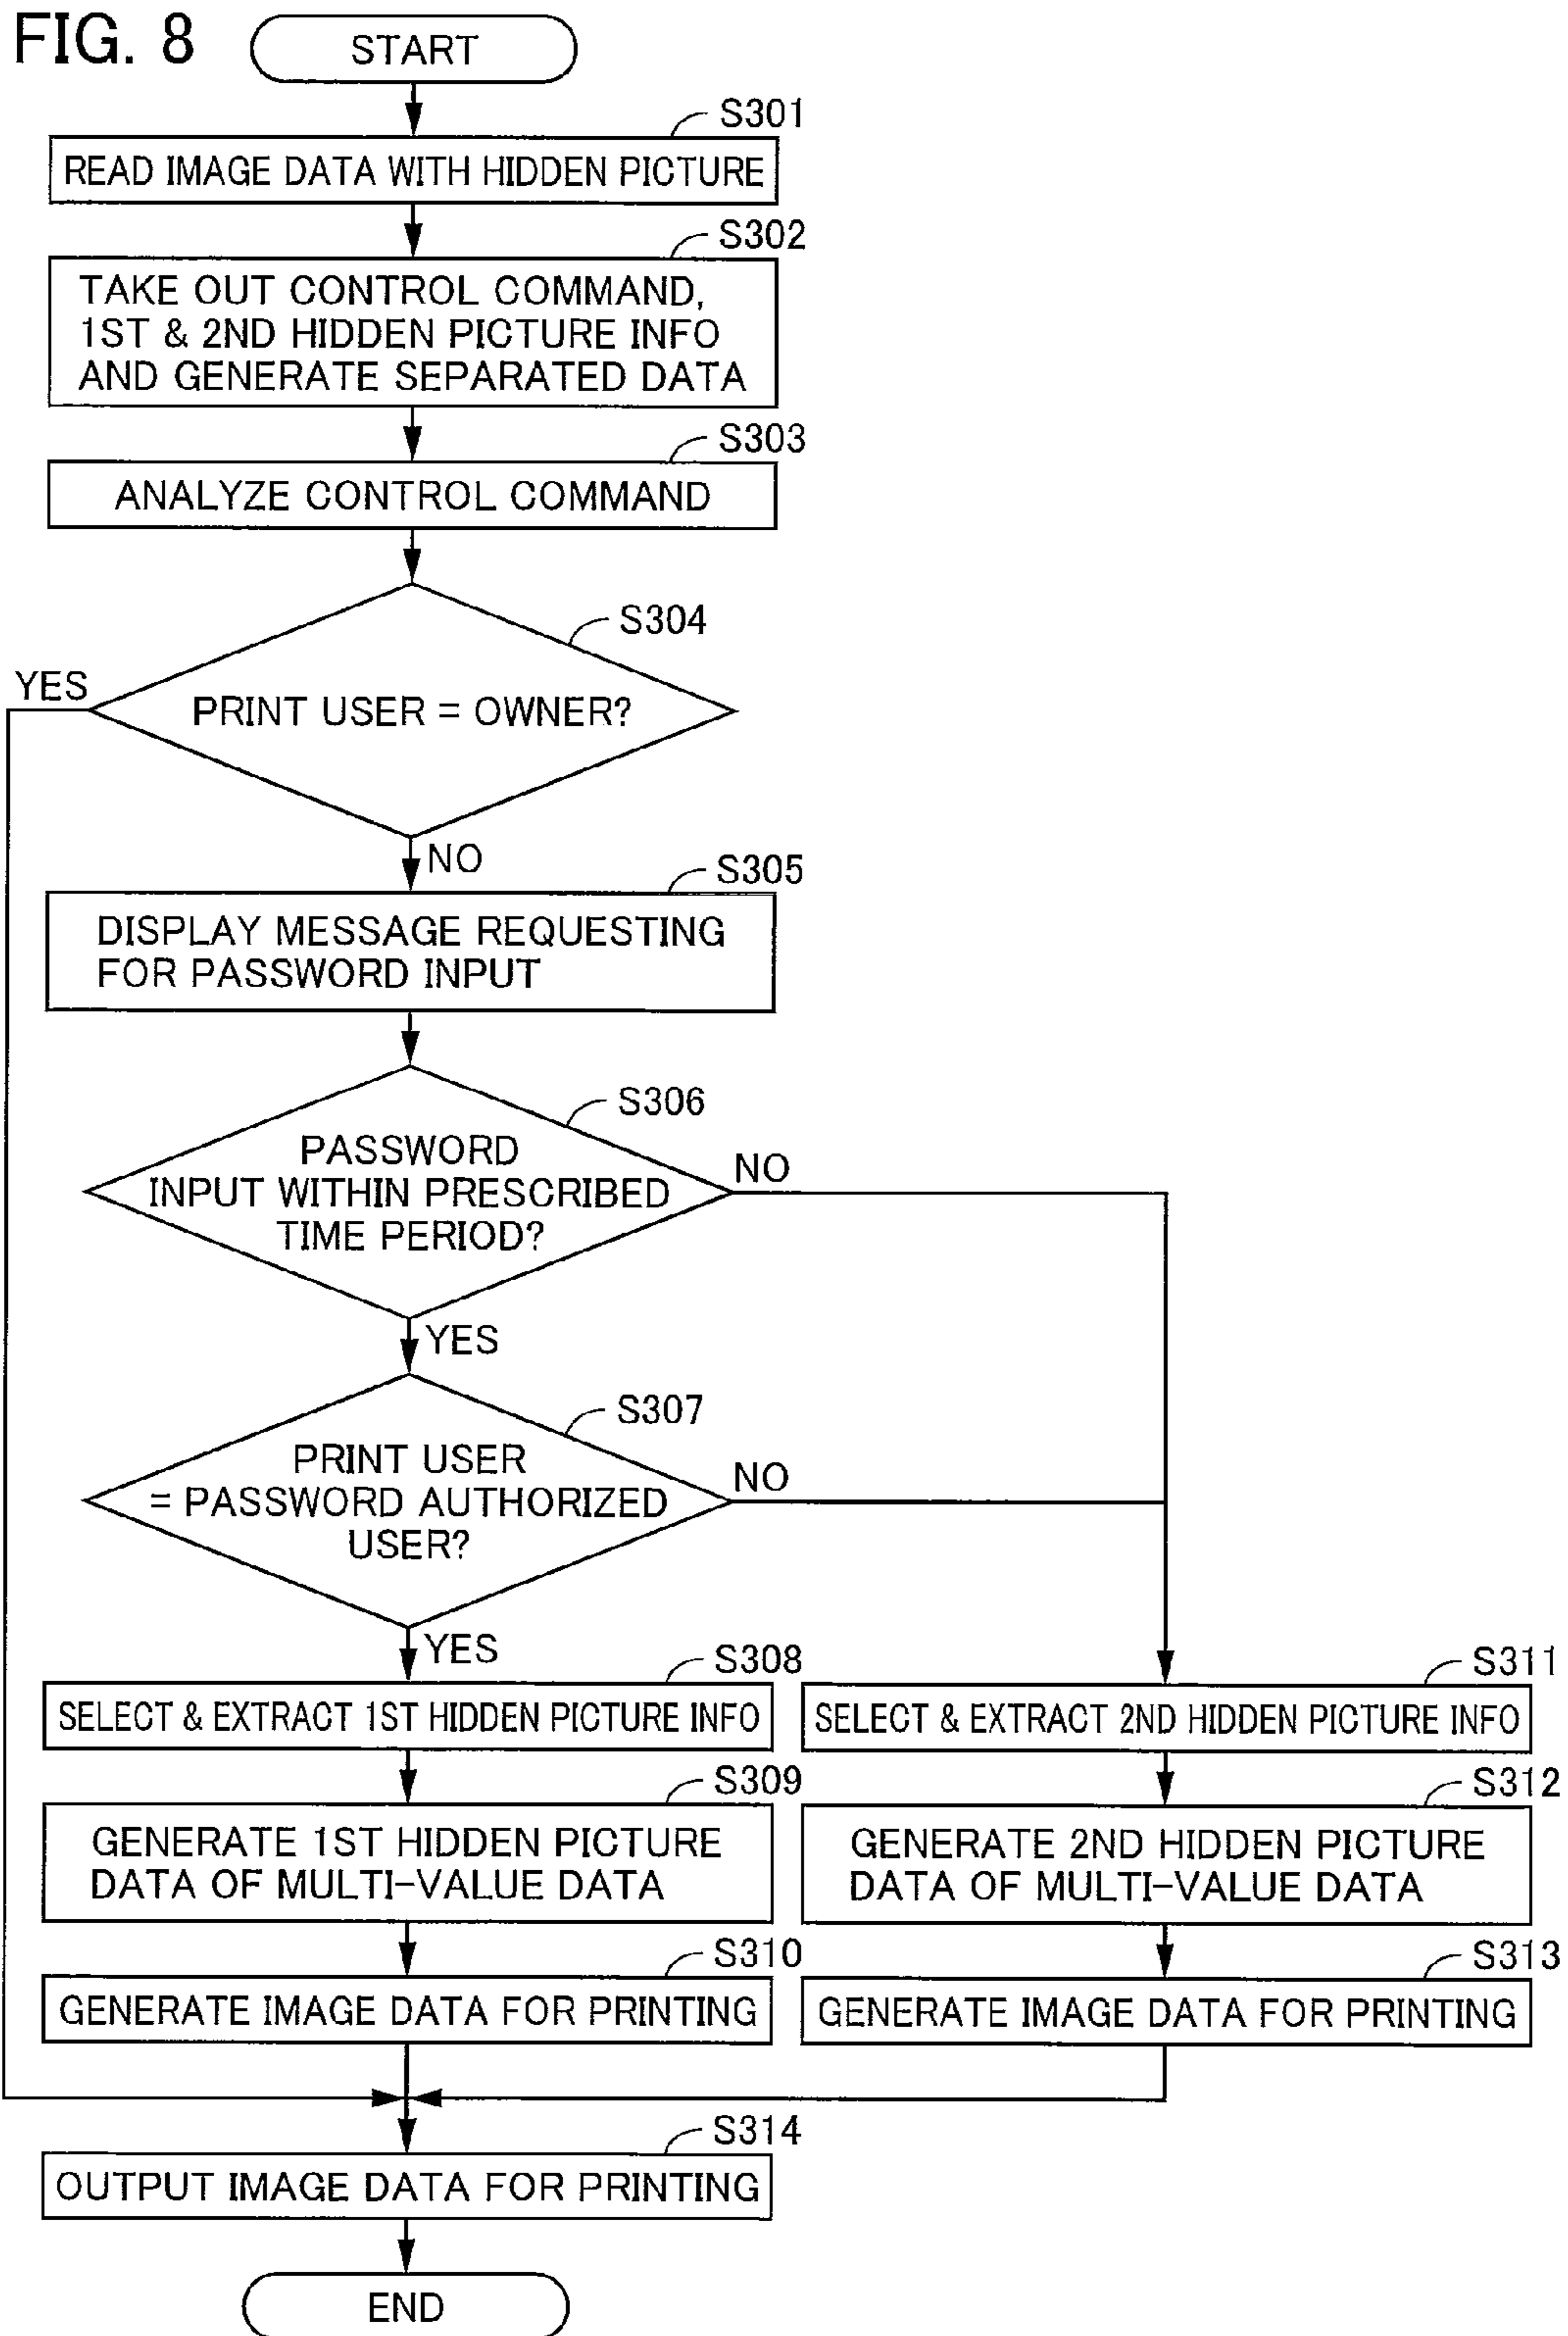 FIG. 8
START
S301
READ IMAGE DATA WITH HIDDEN PICTURE
S302
TAKE OUT CONTROL COMMAND,
1ST & 2ND HIDDEN PICTURE INFO
AND GENERATE SEPARATED DATA
S303
ANALYZE CONTROL COMMAND
S304
YES
PRINT USER = OWNER?
NO
S305
DISPLAY MESSAGE REQUESTING
FOR PASSWORD INPUT
S306
PASSWORD
INPUT WITHIN PRESCRIBED
TIME PERIOD?
NO
YES
S307
PRINT USER
= PASSWORD AUTHORIZED
USER?
NO
YES
S308
SELECT & EXTRACT 1ST HIDDEN PICTURE INFO
S311
SELECT & EXTRACT 2ND HIDDEN PICTURE INFO
S309
GENERATE 1ST HIDDEN PICTURE
DATA OF MULTI-VALUE DATA
S312
GENERATE 2ND HIDDEN PICTURE
DATA OF MULTI-VALUE DATA
S310
GENERATE IMAGE DATA FOR PRINTING
S313
GENERATE IMAGE DATA FOR PRINTING
S314
OUTPUT IMAGE DATA FOR PRINTING
END